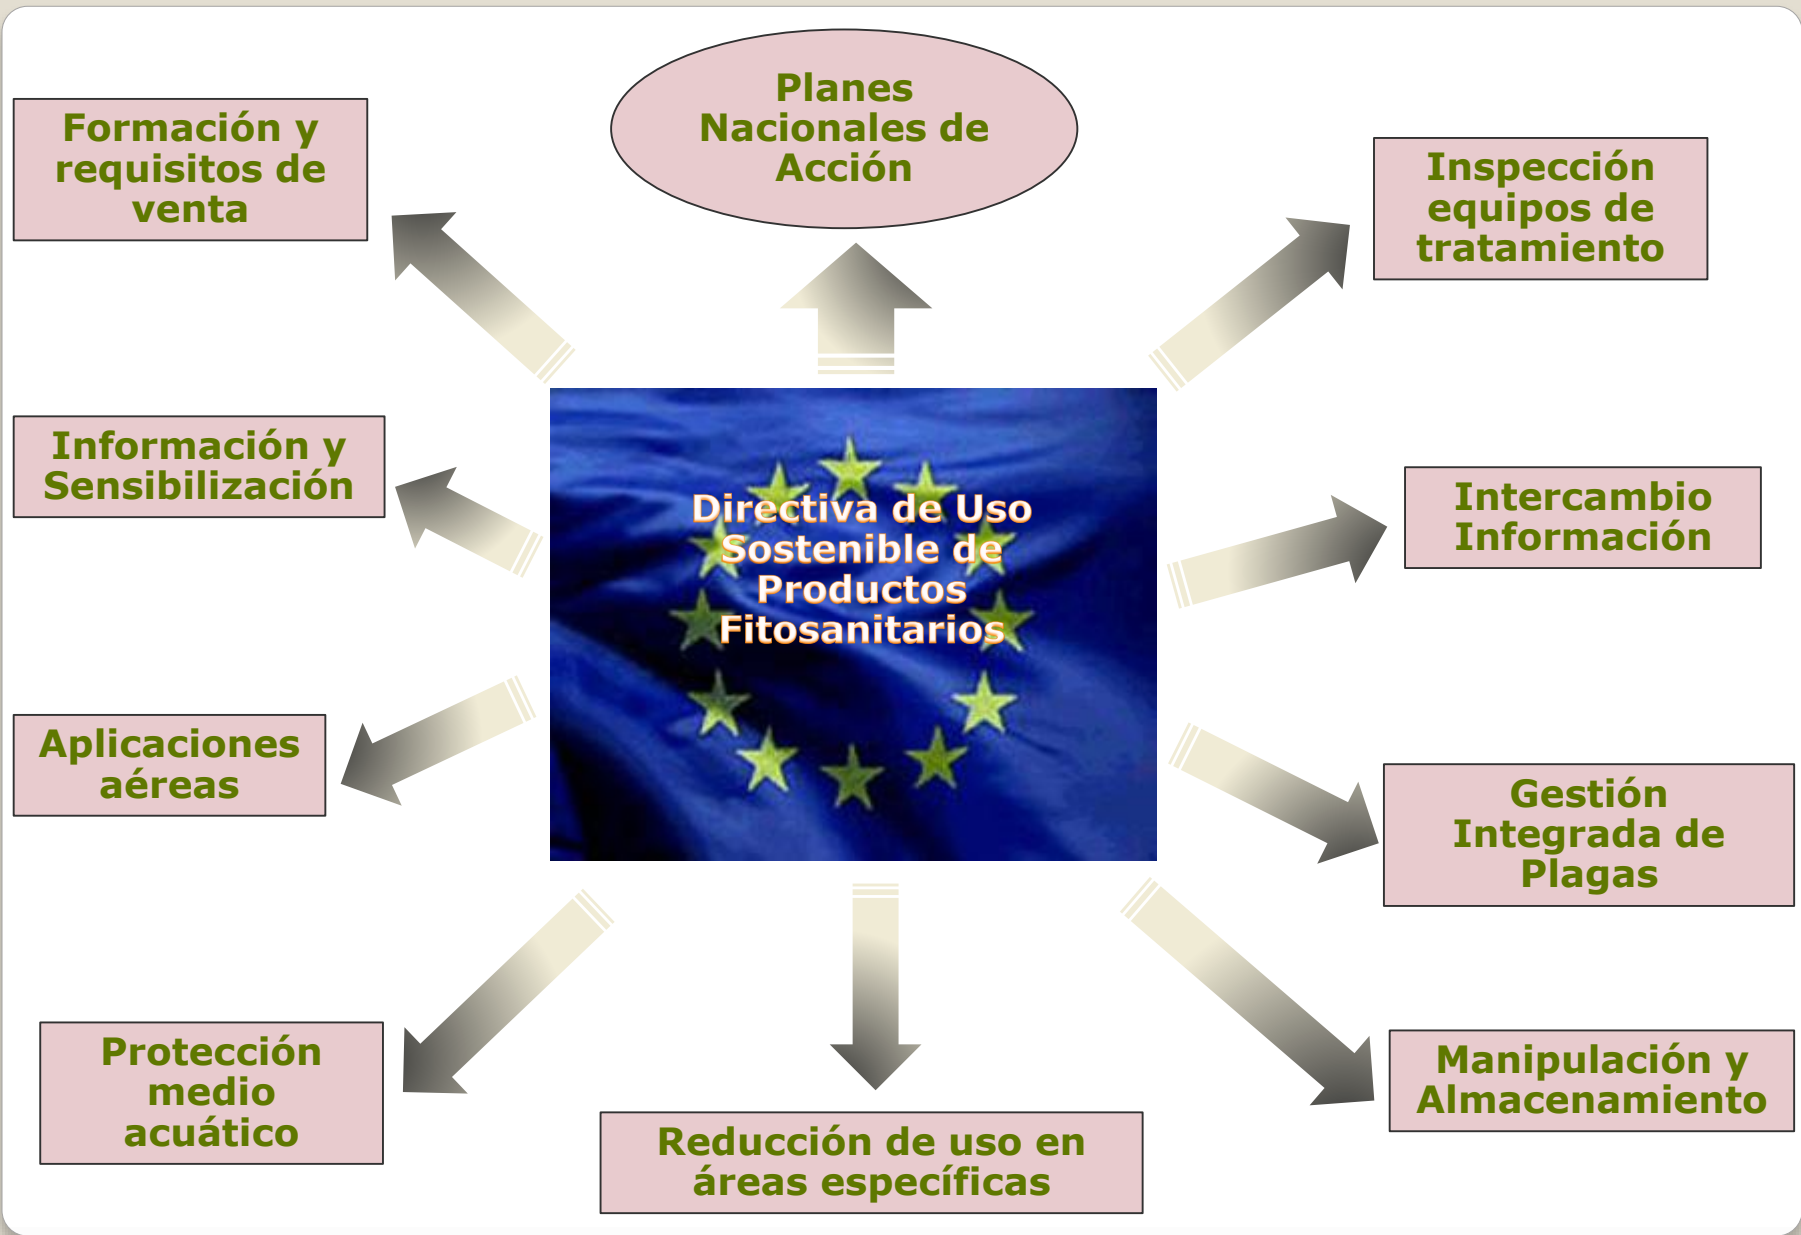 Planes
Nacionales de
Acción
Formación y
requisitos de
venta
Inspección
equipos de
tratamiento
Información y
Sensibilización
Directiva de Uso
Sostenible de
Productos
Fitosanitarios
Intercambio
Información
Aplicaciones
aéreas
Gestión
Integrada de
Plagas
Protección
medio
acuático
Reducción de uso en
áreas específicas
Manipulación y
Almacenamiento